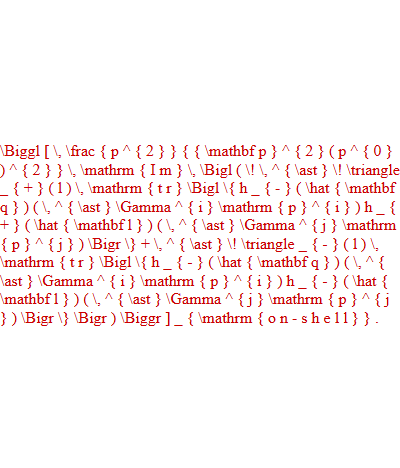 \Biggl [ \, \frac { p ^ { 2 } } { { \mathbf p } ^ { 2 } ( p ^ { 0 }
) ^ { 2 } } \, \mathrm { I m } \, \Bigl ( \! \, ^ { \ast } \! \triangle
_ { + } ( 1 ) \, \mathrm { t r } \Bigl \{ h _ { - } ( \hat { \mathbf
q } ) ( \, ^ { \ast } \Gamma ^ { i } \mathrm { p } ^ { i } ) h _ {
+ } ( \hat { \mathbf l } ) ( \, ^ { \ast } \Gamma ^ { j } \mathrm
{ p } ^ { j } ) \Bigr \} + \, ^ { \ast } \! \triangle _ { - } ( 1 ) \,
\mathrm { t r } \Bigl \{ h _ { - } ( \hat { \mathbf q } ) ( \, ^ {
\ast } \Gamma ^ { i } \mathrm { p } ^ { i } ) h _ { - } ( \hat {
\mathbf l } ) ( \, ^ { \ast } \Gamma ^ { j } \mathrm { p } ^ { j
} ) \Bigr \} \Bigr ) \Biggr ] _ { \mathrm { o n - s h e l l } } .